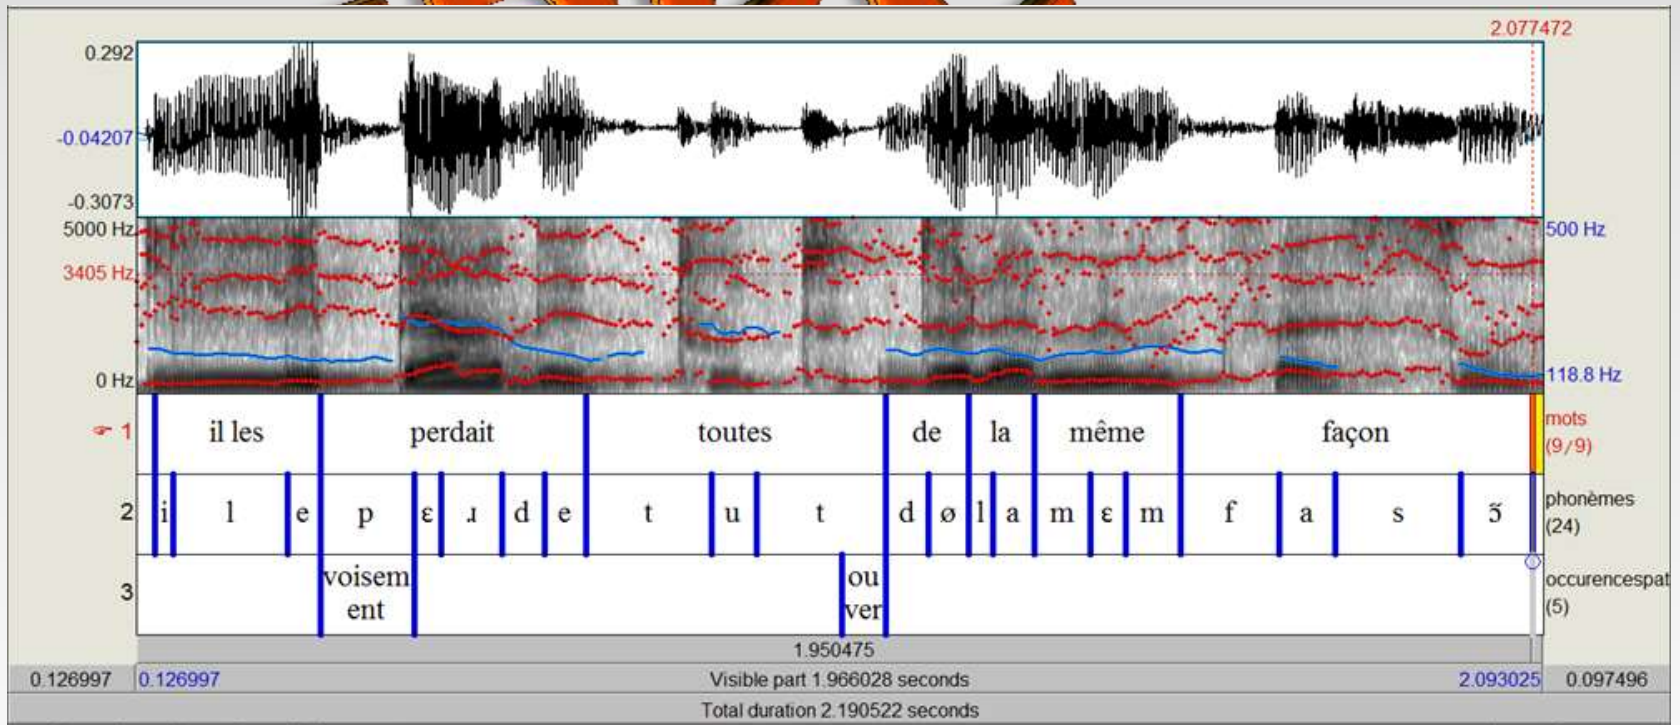 2.077472
0.292
-0.04207
-0.3073
5000 Hz
500 Hz
3405 Hz
0 Hz
118.8 Hz
☞ 1 il les perdait toutes de la même façon mots
(9/9)
2 i l e p ɛ ɹ d e t u t d ø l a m ɛ m f a s ɔ̃ phonèmes
(24)
3 voisem ou occurencespat
ent ver (5)
1.950475
0.126997 0.126997 Visible part 1.966028 seconds 2.093025 0.097496
Total duration 2.190522 seconds